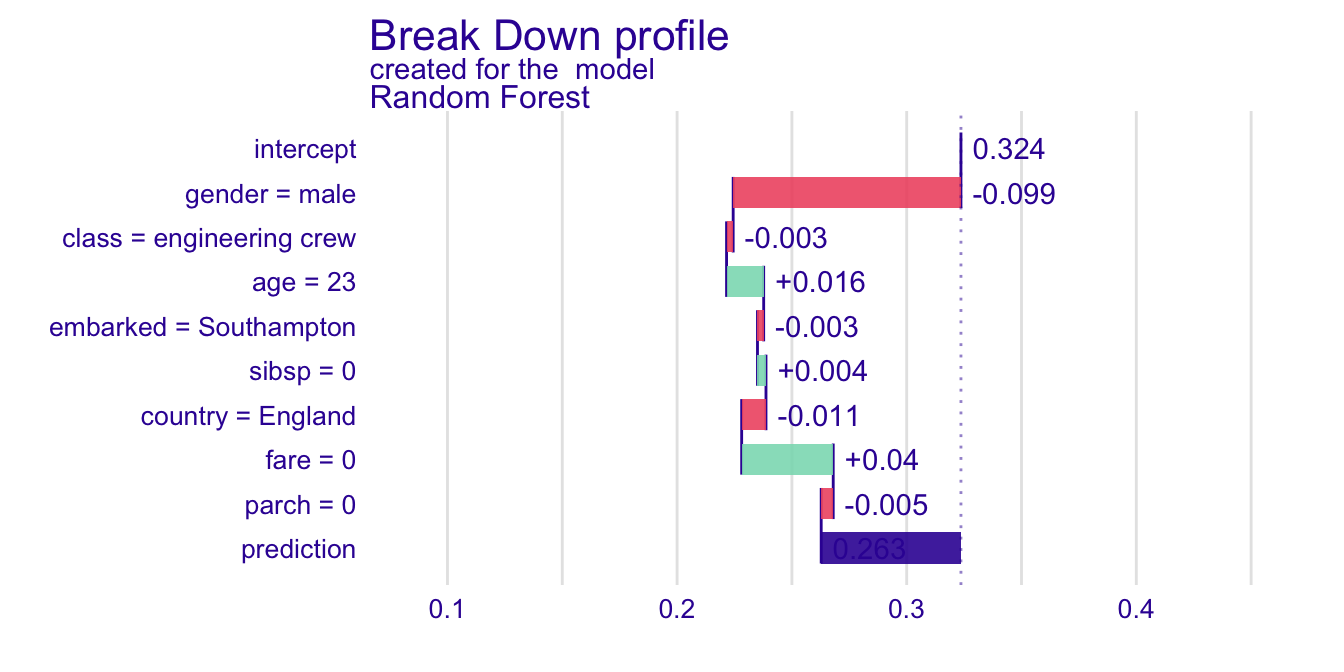 Break Down profile
created for the  model
Random Forest
intercept 0.324
gender = male -0.099
class = engineering crew -0.003
age = 23 +0.016
embarked = Southampton -0.003
sibsp = 0 +0.004
country = England -0.011
fare = 0 +0.04
parch = 0 -0.005
prediction 0.263
0.1 0.2 0.3 0.4